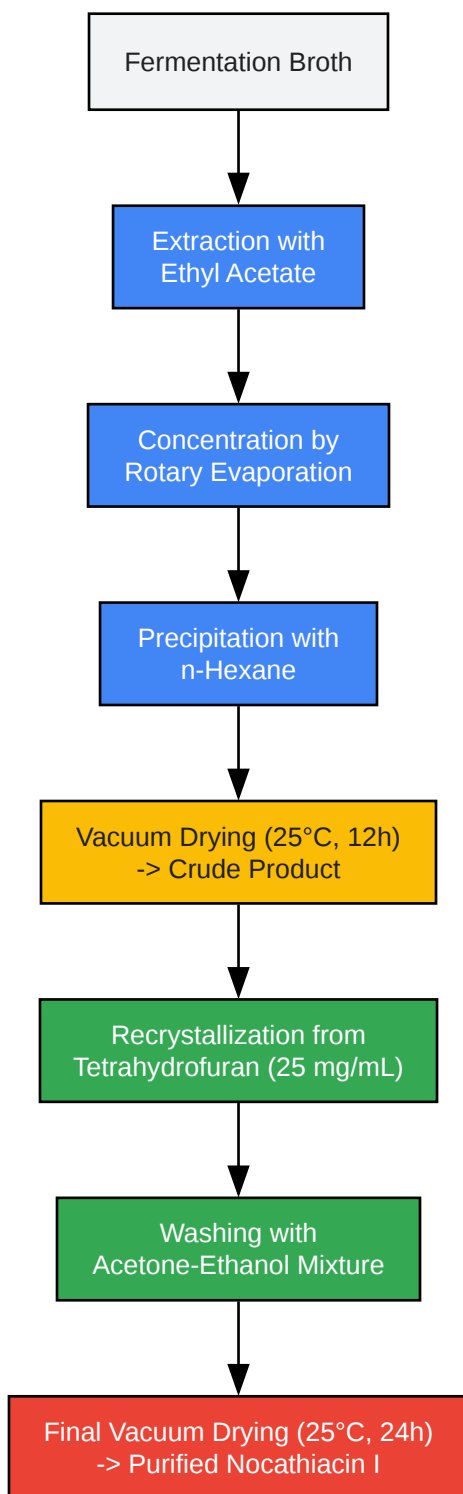 Fermentation Broth
Extraction with
Ethyl Acetate
Concentration by
Rotary Evaporation
Precipitation with
n-Hexane
Vacuum Drying (25°C, 12h)
-> Crude Product
Recrystallization from
Tetrahydrofuran (25 mg/mL)
Washing with
Acetone-Ethanol Mixture
Final Vacuum Drying (25°C, 24h)
-> Purified Nocathiacin I